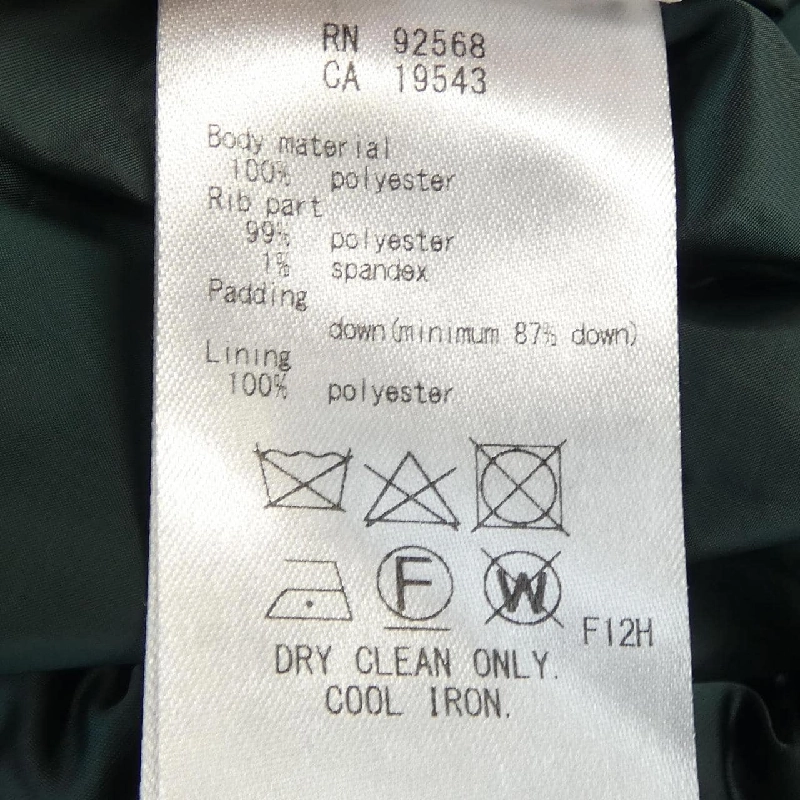 RN 92568
CA 19543
Body material
100% polyester
Rib part
99% polyester
1% spandex
Padding
down(minimum 87% down)
Lining
100% polyester
F W
F12H
DRY CLEAN ONLY.
COOL IRON.